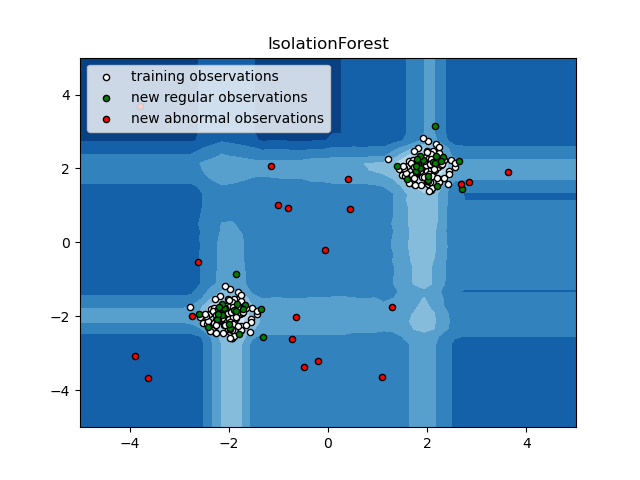 IsolationForest
training observations
new regular observations
new abnormal observations
4
2
0
−2
−4
−4
−2
0
2
4